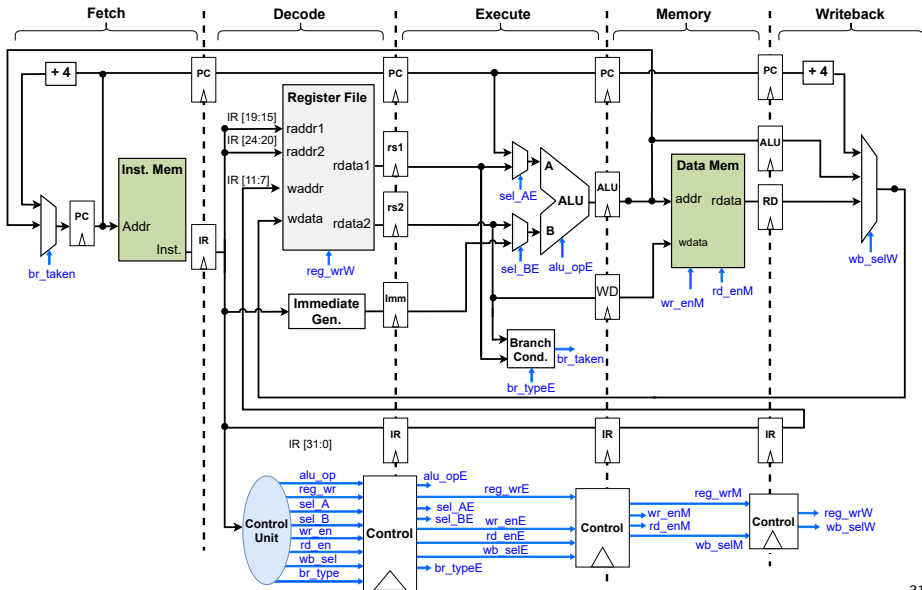 Fetch
Decode
Execute
Memory
Writeback
+ 4
PC
PC
PC
PC
+ 4
Register File
IR [19:15]
raddr1
IR [24:20]
raddr2
rdata1
IR [11:7]
waddr
wdata
rdata2
reg_wrW
rs1
rs2
Inst. Mem
Addr
Inst.
PC
br_taken
IR
Immediate
Gen.
Imm
A
sel_AE
ALU
B
sel_BE
alu_opE
ALU
WD
Data Mem
addr
rdata
wdata
wr_enM
rd_enM
ALU
RD
wb_selW
Branch
Cond.
br_taken
br_typeE
IR [31:0]
IR
IR
IR
Control
Unit
alu_op
reg_wr
sel_A
sel_B
wr_en
rd_en
wb_sel
br_type
Control
alu_opE
reg_wrE
sel_AE
sel_BE
wr_enE
rd_enE
wb_selE
br_typeE
Control
reg_wrM
wr_enM
rd_enM
wb_selM
Control
reg_wrW
wb_selW